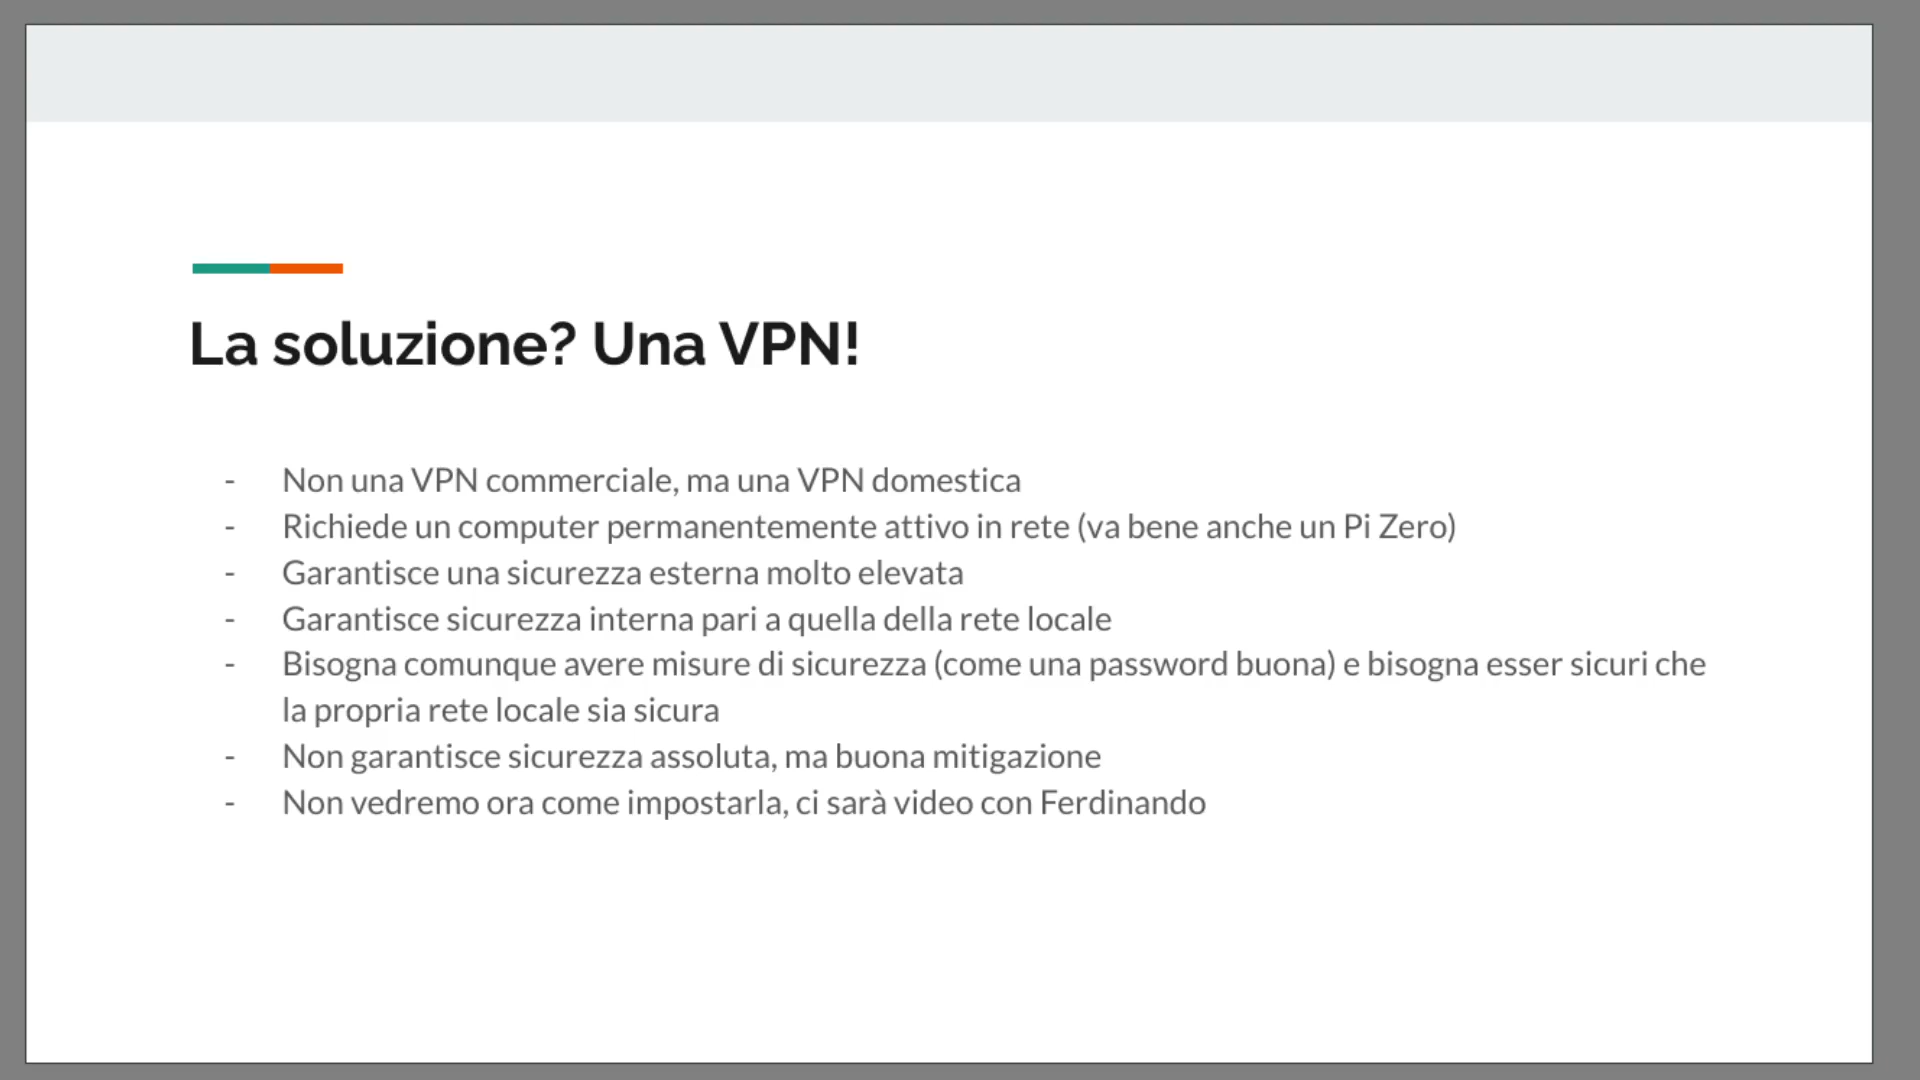 La soluzione? Una VPN!
- Non una VPN commerciale, ma una VPN domestica
- Richiede un computer permanentemente attivo in rete (va bene anche un Pi Zero)
- Garantisce una sicurezza esterna molto elevata
- Garantisce sicurezza interna pari a quella della rete locale
- Bisogna comunque avere misure di sicurezza (come una password buona) e bisogna esser sicuri che
la propria rete locale sia sicura
- Non garantisce sicurezza assoluta, ma buona mitigazione
- Non vedremo ora come impostarla, ci sarà video con Ferdinando